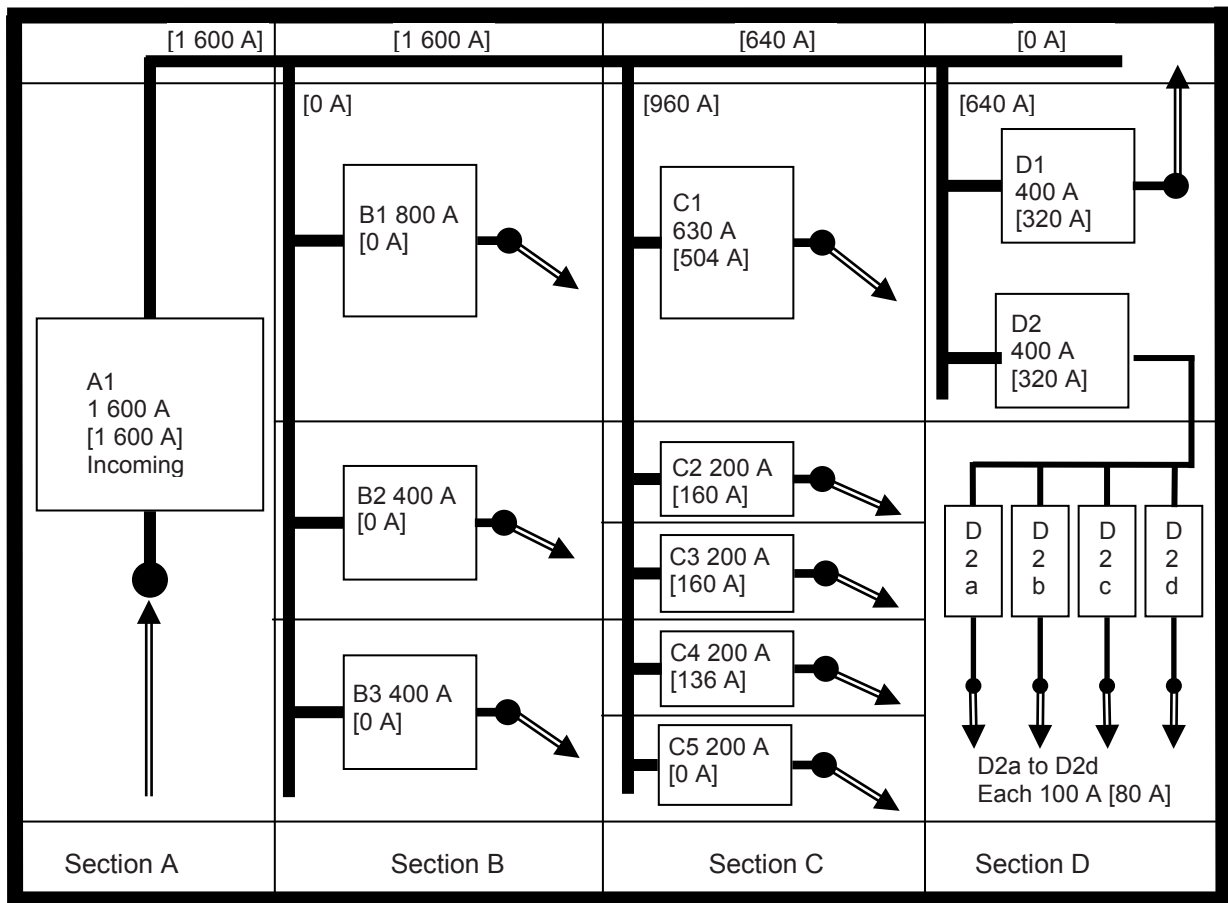 [1 600 A]
[1 600 A]
[640 A]
[0 A]
A1
1 600 A
[1 600 A]
Incoming
[0 A]
B1 800 A
[0 A]
B2 400 A
[0 A]
B3 400 A
[0 A]
[960 A]
C1
630 A
[504 A]
C2 200 A
[160 A]
C3 200 A
[160 A]
C4 200 A
[136 A]
C5 200 A
[0 A]
[640 A]
D1
400 A
[320 A]
D2
400 A
[320 A]
D
2
a
D
2
b
D
2
c
D
2
d
D2a to D2d
Each 100 A [80 A]
Section A
Section B
Section C
Section D